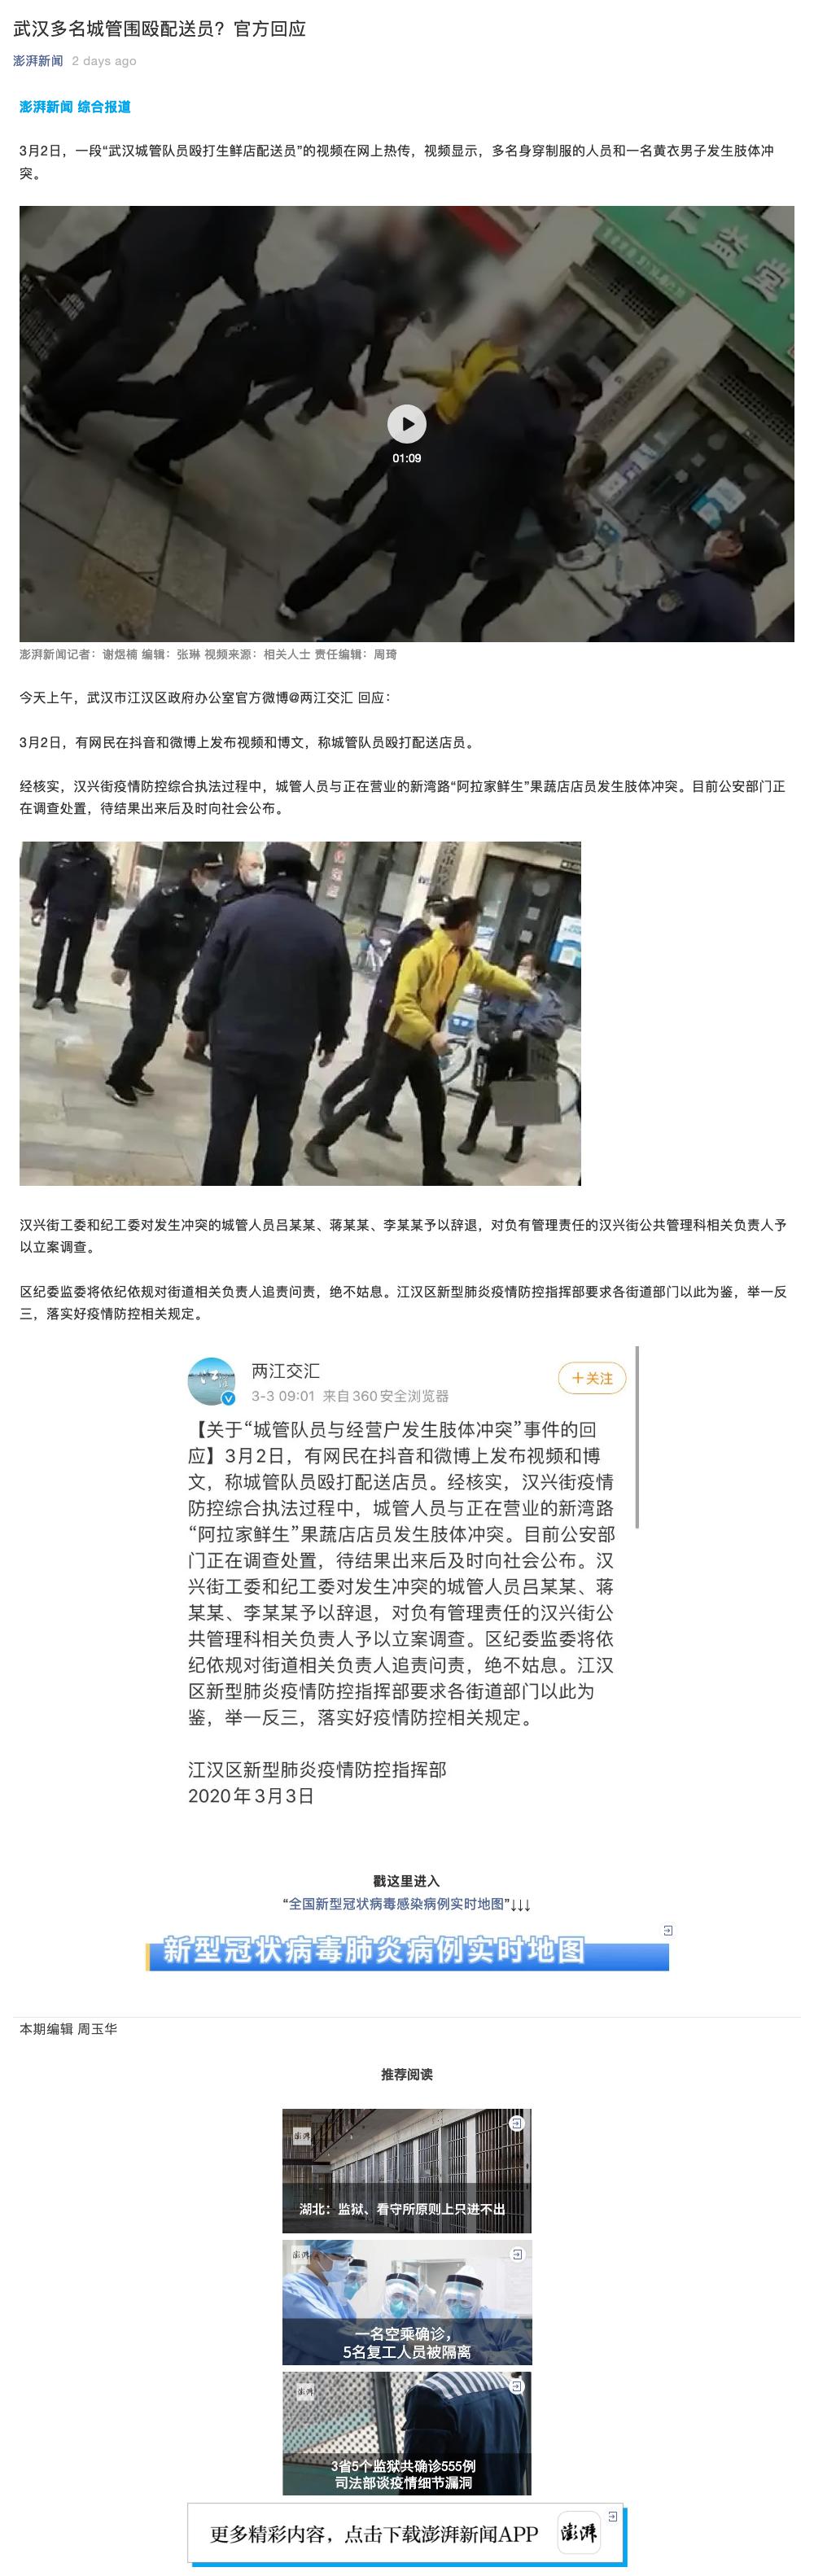 武汉多名城管围殴配送员？官方回应
澎湃新闻 2 days ago
澎湃新闻 综合报道
3月2日，一段“武汉城管队员殴打生鲜店配送员”的视频在网上热传，视频显示，多名身穿制服的人员和一名黄衣男子发生肢体冲
突。
益堂
01:09
澎湃新闻记者：谢煜楠 编辑：张琳 视频来源：相关人士 责任编辑：周琦
今天上午，武汉市江汉区政府办公室官方微博@两江交汇 回应：
3月2日，有网民在抖音和微博上发布视频和博文，称城管队员殴打配送店员。
经核实，汉兴街疫情防控综合执法过程中，城管人员与正在营业的新湾路“阿拉家鲜生”果蔬店店员发生肢体冲突。目前公安部门正
在调查处置，待结果出来后及时向社会公布。
汉兴街工委和纪工委对发生冲突的城管人员吕某某、蒋某某、李某某予以辞退，对负有管理责任的汉兴街公共管理科相关负责人予
以立案调查。
区纪委监委将依纪依规对街道相关负责人追责问责，绝不姑息。江汉区新型肺炎疫情防控指挥部要求各街道部门以此为鉴，举一反
三，落实好疫情防控相关规定。
两江交汇
＋关注
3-3 09:01 来自360安全浏览器
【关于“城管队员与经营户发生肢体冲突”事件的回
应】3月2日，有网民在抖音和微博上发布视频和博
文，称城管队员殴打配送店员。经核实，汉兴街疫情
防控综合执法过程中，城管人员与正在营业的新湾路
“阿拉家鲜生”果蔬店店员发生肢体冲突。目前公安部
门正在调查处置，待结果出来后及时向社会公布。汉
兴街工委和纪工委对发生冲突的城管人员吕某某、蒋
某某、李某某予以辞退，对负有管理责任的汉兴街公
共管理科相关负责人予以立案调查。区纪委监委将依
纪依规对街道相关负责人追责问责，绝不姑息。江汉
区新型肺炎疫情防控指挥部要求各街道部门以此为
鉴，举一反三，落实好疫情防控相关规定。
江汉区新型肺炎疫情防控指挥部
2020年3月3日
戳这里进入
“全国新型冠状病毒感染病例实时地图”↓↓↓
新型冠状病毒肺炎病例实时地图
本期编辑 周玉华
推荐阅读
澎湃
湖北：监狱、看守所原则上只进不出
澎湃
一名空乘确诊，
5名复工人员被隔离
澎湃
3省5个监狱共确诊555例
司法部谈疫情细节漏洞
更多精彩内容，点击下载澎湃新闻APP 澎湃